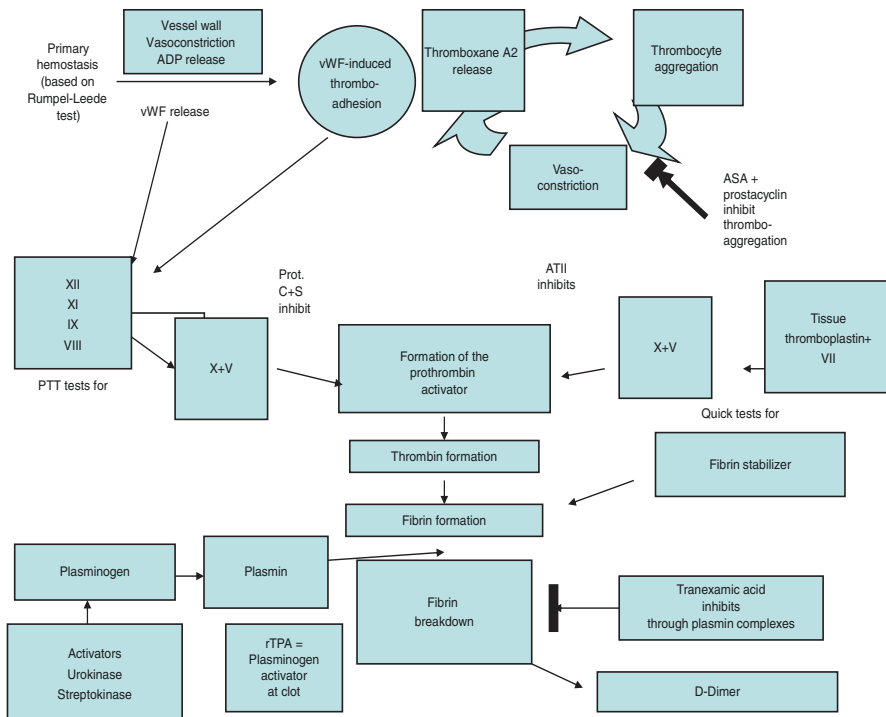 Primary
hemostasis
(based on
Rumpel-Leede
test)
Vessel wall
Vasoconstriction
ADP release
vWF release
vWF-induced
thrombo-
adhesion
Thromboxane A2
release
Thrombocyte
aggregation
Vaso-
constriction
ASA +
prostacyclin
inhibit
thrombo-
aggregation
XII
XI
IX
VIII
PTT tests for
X+V
Prot.
C+S
inhibit
Formation of the
prothrombin
activator
ATII
inhibits
X+V
Tissue
thromboplastin+
VII
Quick tests for
Thrombin formation
Fibrin stabilizer
Fibrin formation
Plasminogen
Plasmin
Fibrin
breakdown
Tranexamic acid
inhibits
through plasmin complexes
Activators
Urokinase
Streptokinase
rTPA =
Plasminogen
activator
at clot
D-Dimer